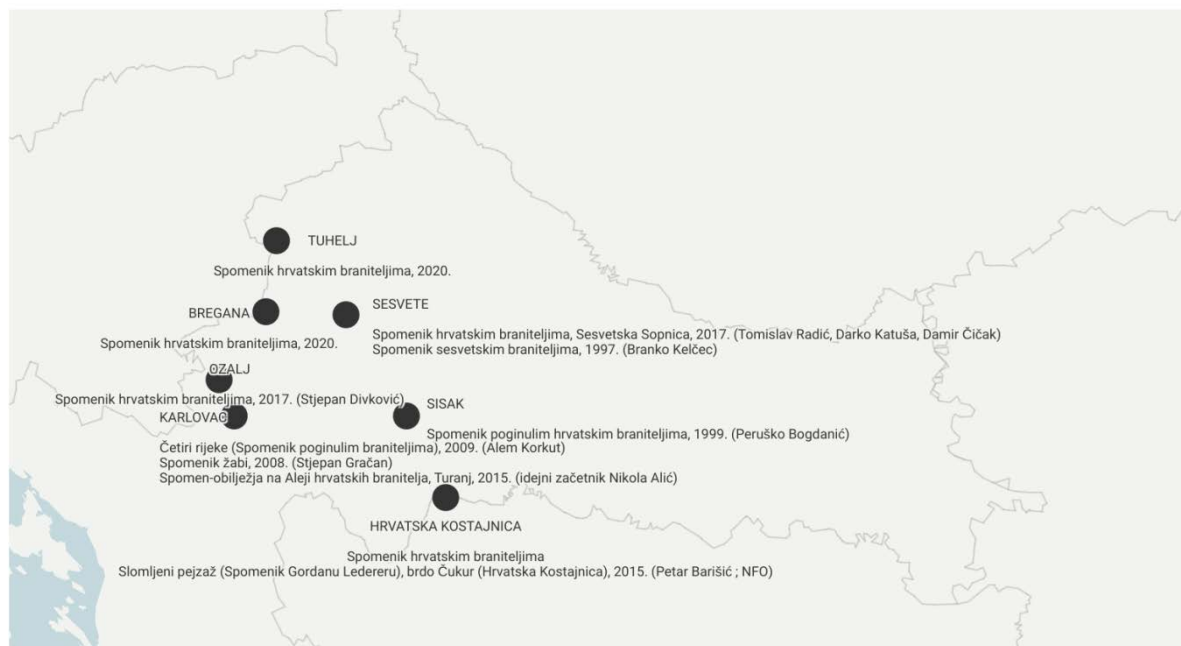 TUHELJ
Spomenik hrvatskim braniteljima, 2020.
BREGANA
Spomenik hrvatskim braniteljima, 2020.
SESVETE
Spomenik hrvatskim braniteljima, Sesvetska Sopnica, 2017. (Tomislav Radić, Darko Katuša, Damir Čičak)
Spomenik sesvetskim braniteljima, 1997. (Branko Kelčec)
OZALJ
Spomenik hrvatskim braniteljima, 2017. (Stjepan Divković)
KARLOVAC
Četiri rijeke (Spomenik poginulim braniteljima), 2009. (Alem Korkut)
Spomenik žabi, 2008. (Stjepan Gračan)
Spomen-obilježja na Aleji hrvatskih branitelja, Turanj, 2015. (idejni začetnik Nikola Alić)
SISAK
Spomenik poginulim hrvatskim braniteljima, 1999. (Peruško Bogdanić)
HRVATSKA KOSTAJNICA
Spomenik hrvatskim braniteljima
Slomljeni pejzaž (Spomenik Gordanu Ledereru), brdo Čukur (Hrvatska Kostajnica), 2015. (Petar Barišić ; NFO)